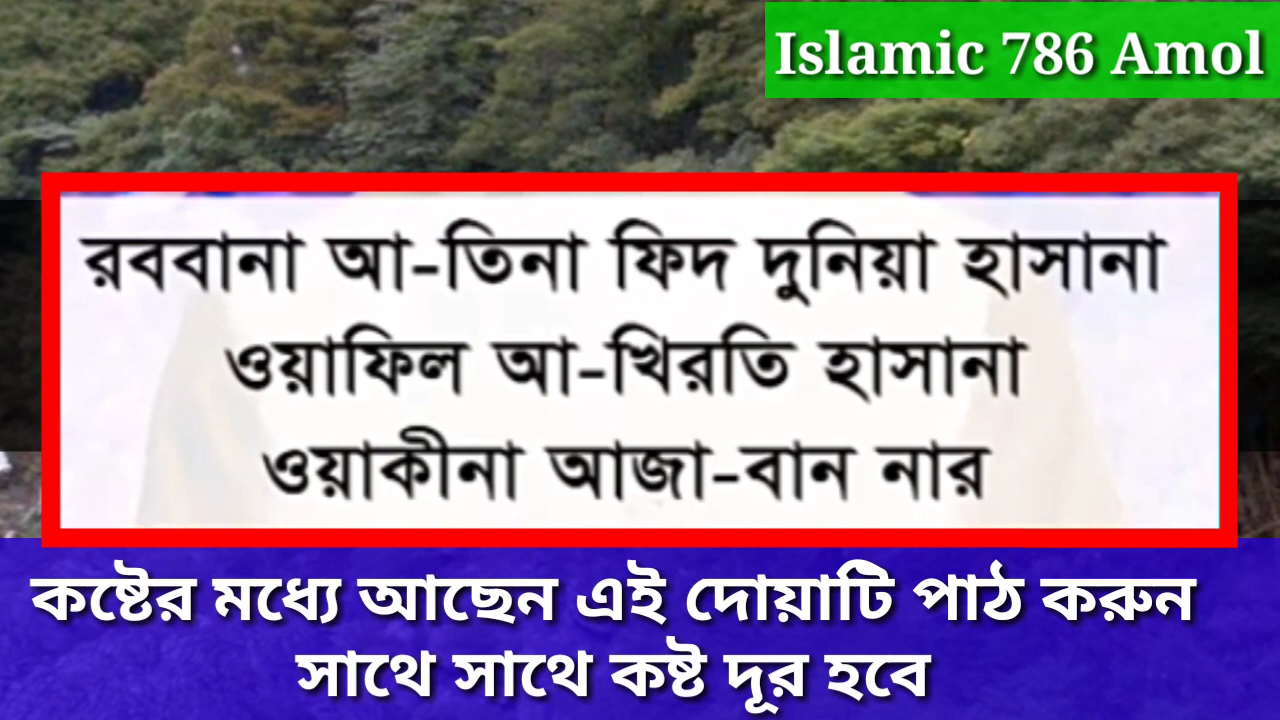 Islamic 786 Amol
রববানা আ-তিনা ফিদ দুনিয়া হাসানা
ওয়াফিল আ-খিরতি হাসানা
ওয়াকীনা আজা-বান নার
কষ্টের মধ্যে আছেন এই দোয়াটি পাঠ করুন
সাথে সাথে কষ্ট দূর হবে